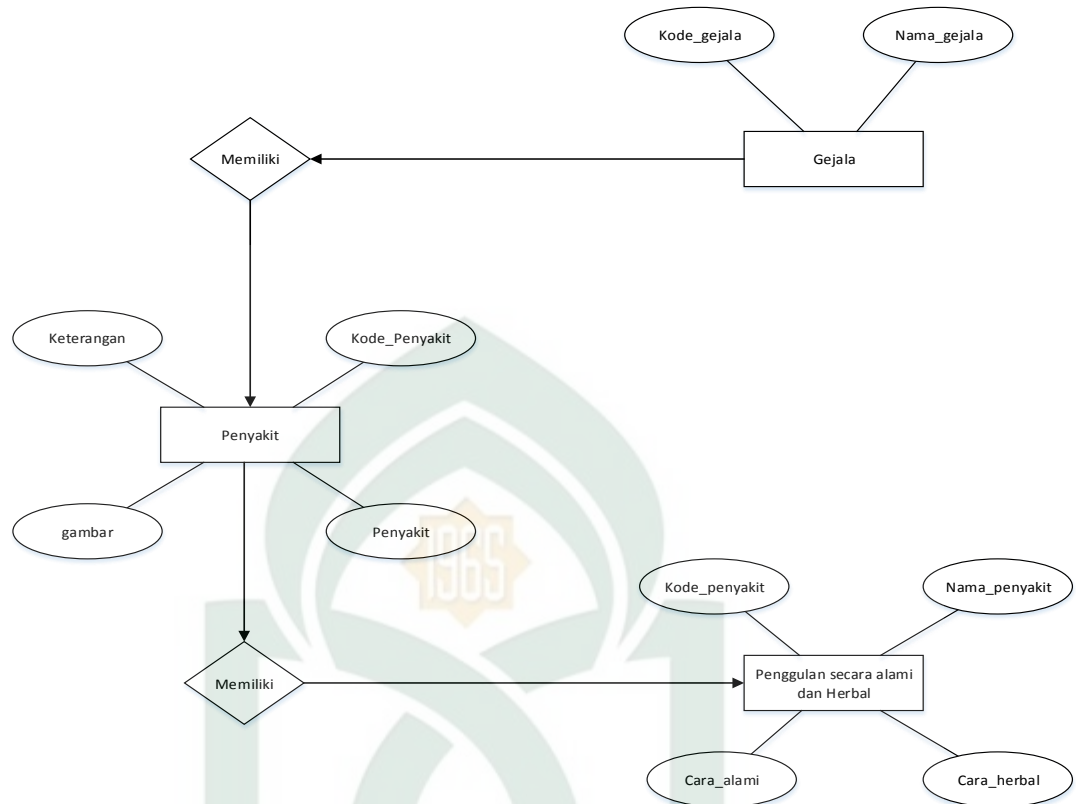 Kode_gejala
Nama_gejala
Memiliki
Gejala
Keterangan
Kode_Penyakit
Penyakit
gambar
Penyakit
1965
Kode_penyakit
Nama_penyakit
Memiliki
Penggulan secara alami
dan Herbal
Cara_alami
Cara_herbal